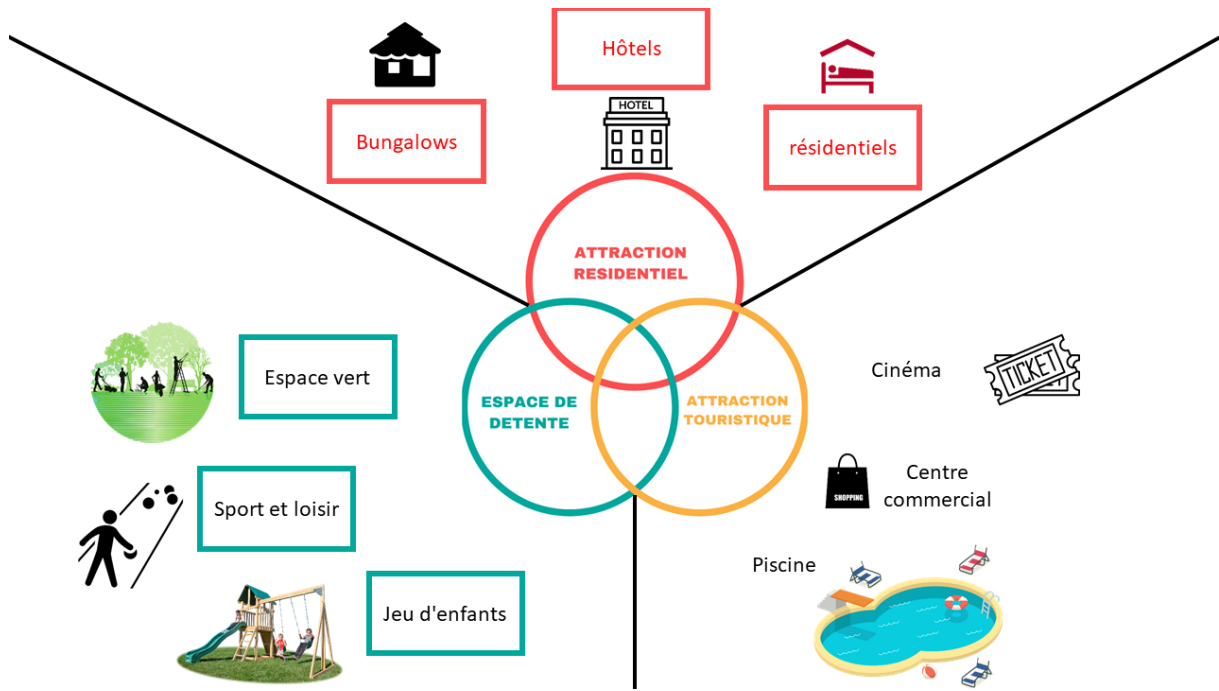 Hôtels
HOTEL
Bungalows
résidentiels
ATTRACTION
RESIDENTIEL
ESPACE DE
DETENTE
ATTRACTION
TOURISTIQUE
Espace vert
Sport et loisir
Jeu d'enfants
Cinéma
TICKET
SHOPPING
Centre
commercial
Piscine